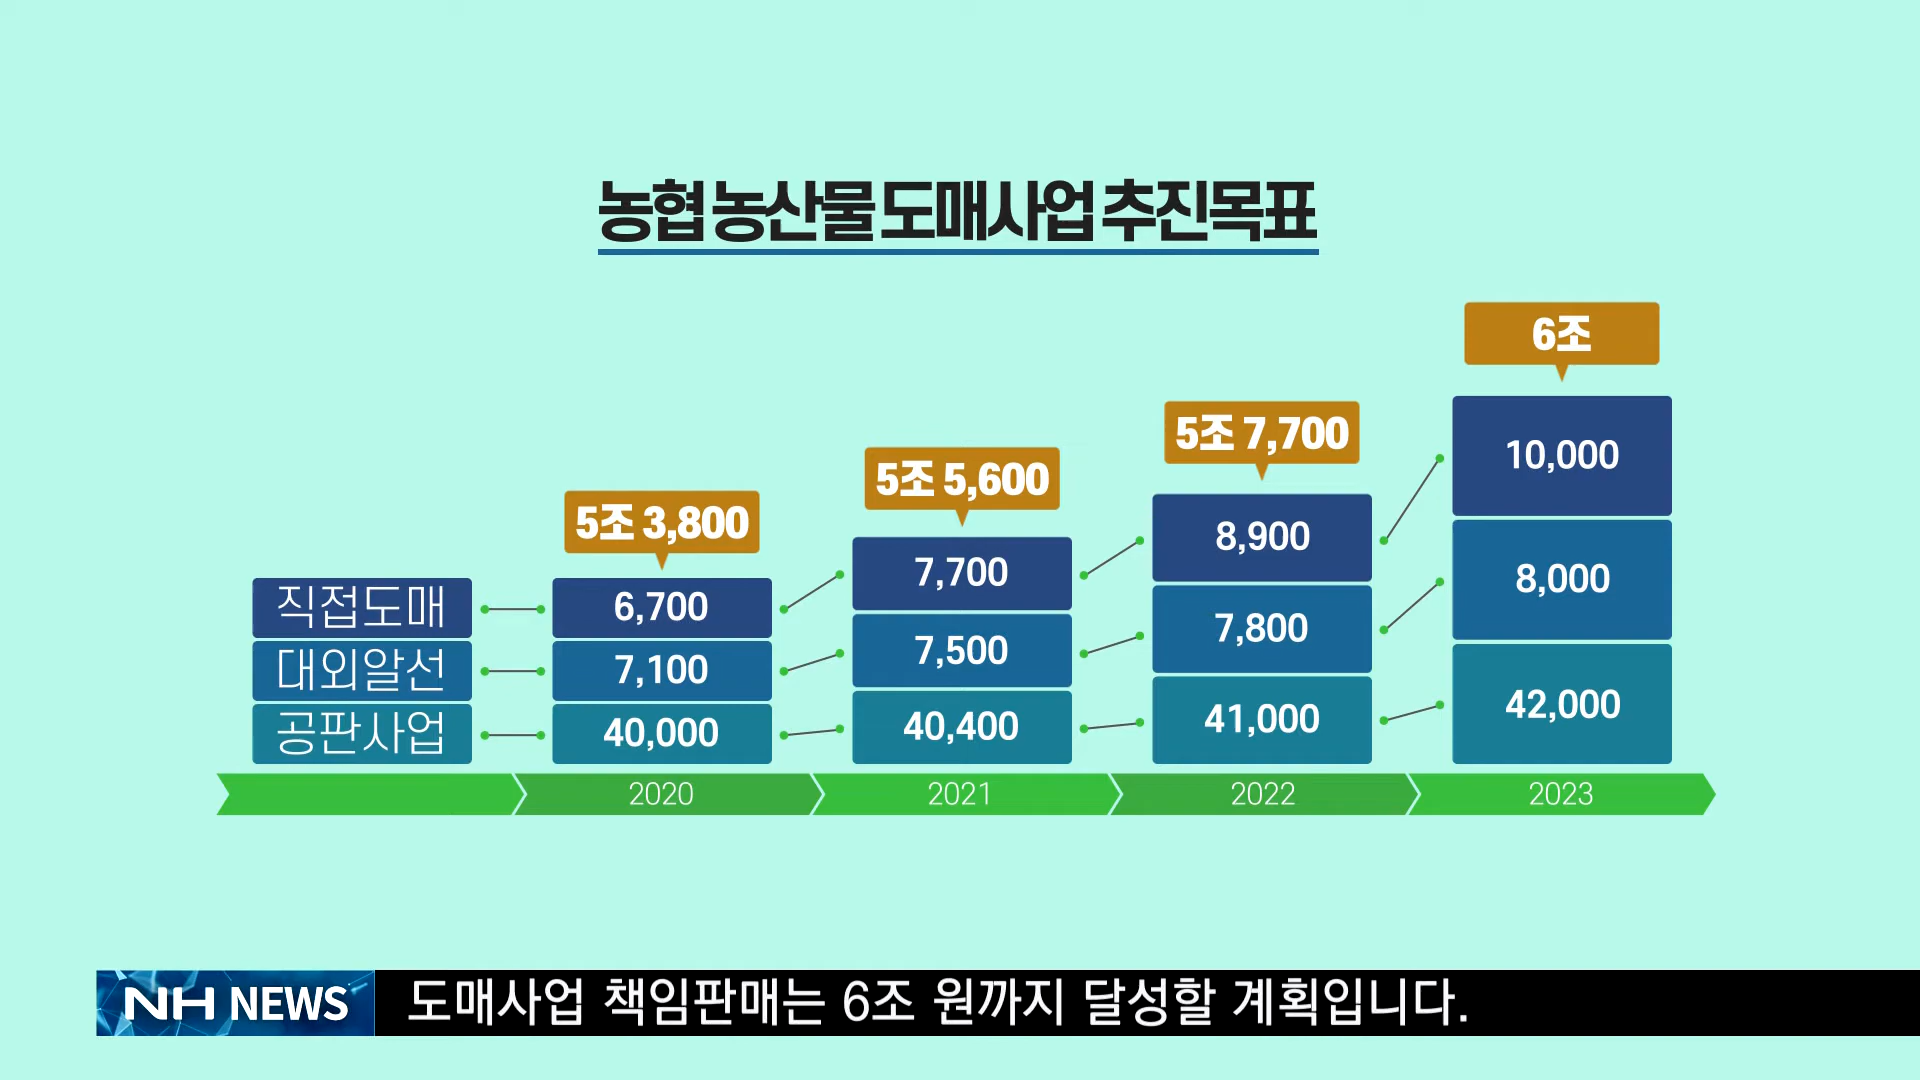 농협 농산물 도매사업 추진목표
6조
5조 7,700
5조 5,600
5조 3,800
직접도매 6,700 7,700 8,900 10,000
대외알선 7,100 7,500 7,800 8,000
공판사업 40,000 40,400 41,000 42,000
2020 2021 2022 2023
NH NEWS 도매사업 책임판매는 6조 원까지 달성할 계획입니다.